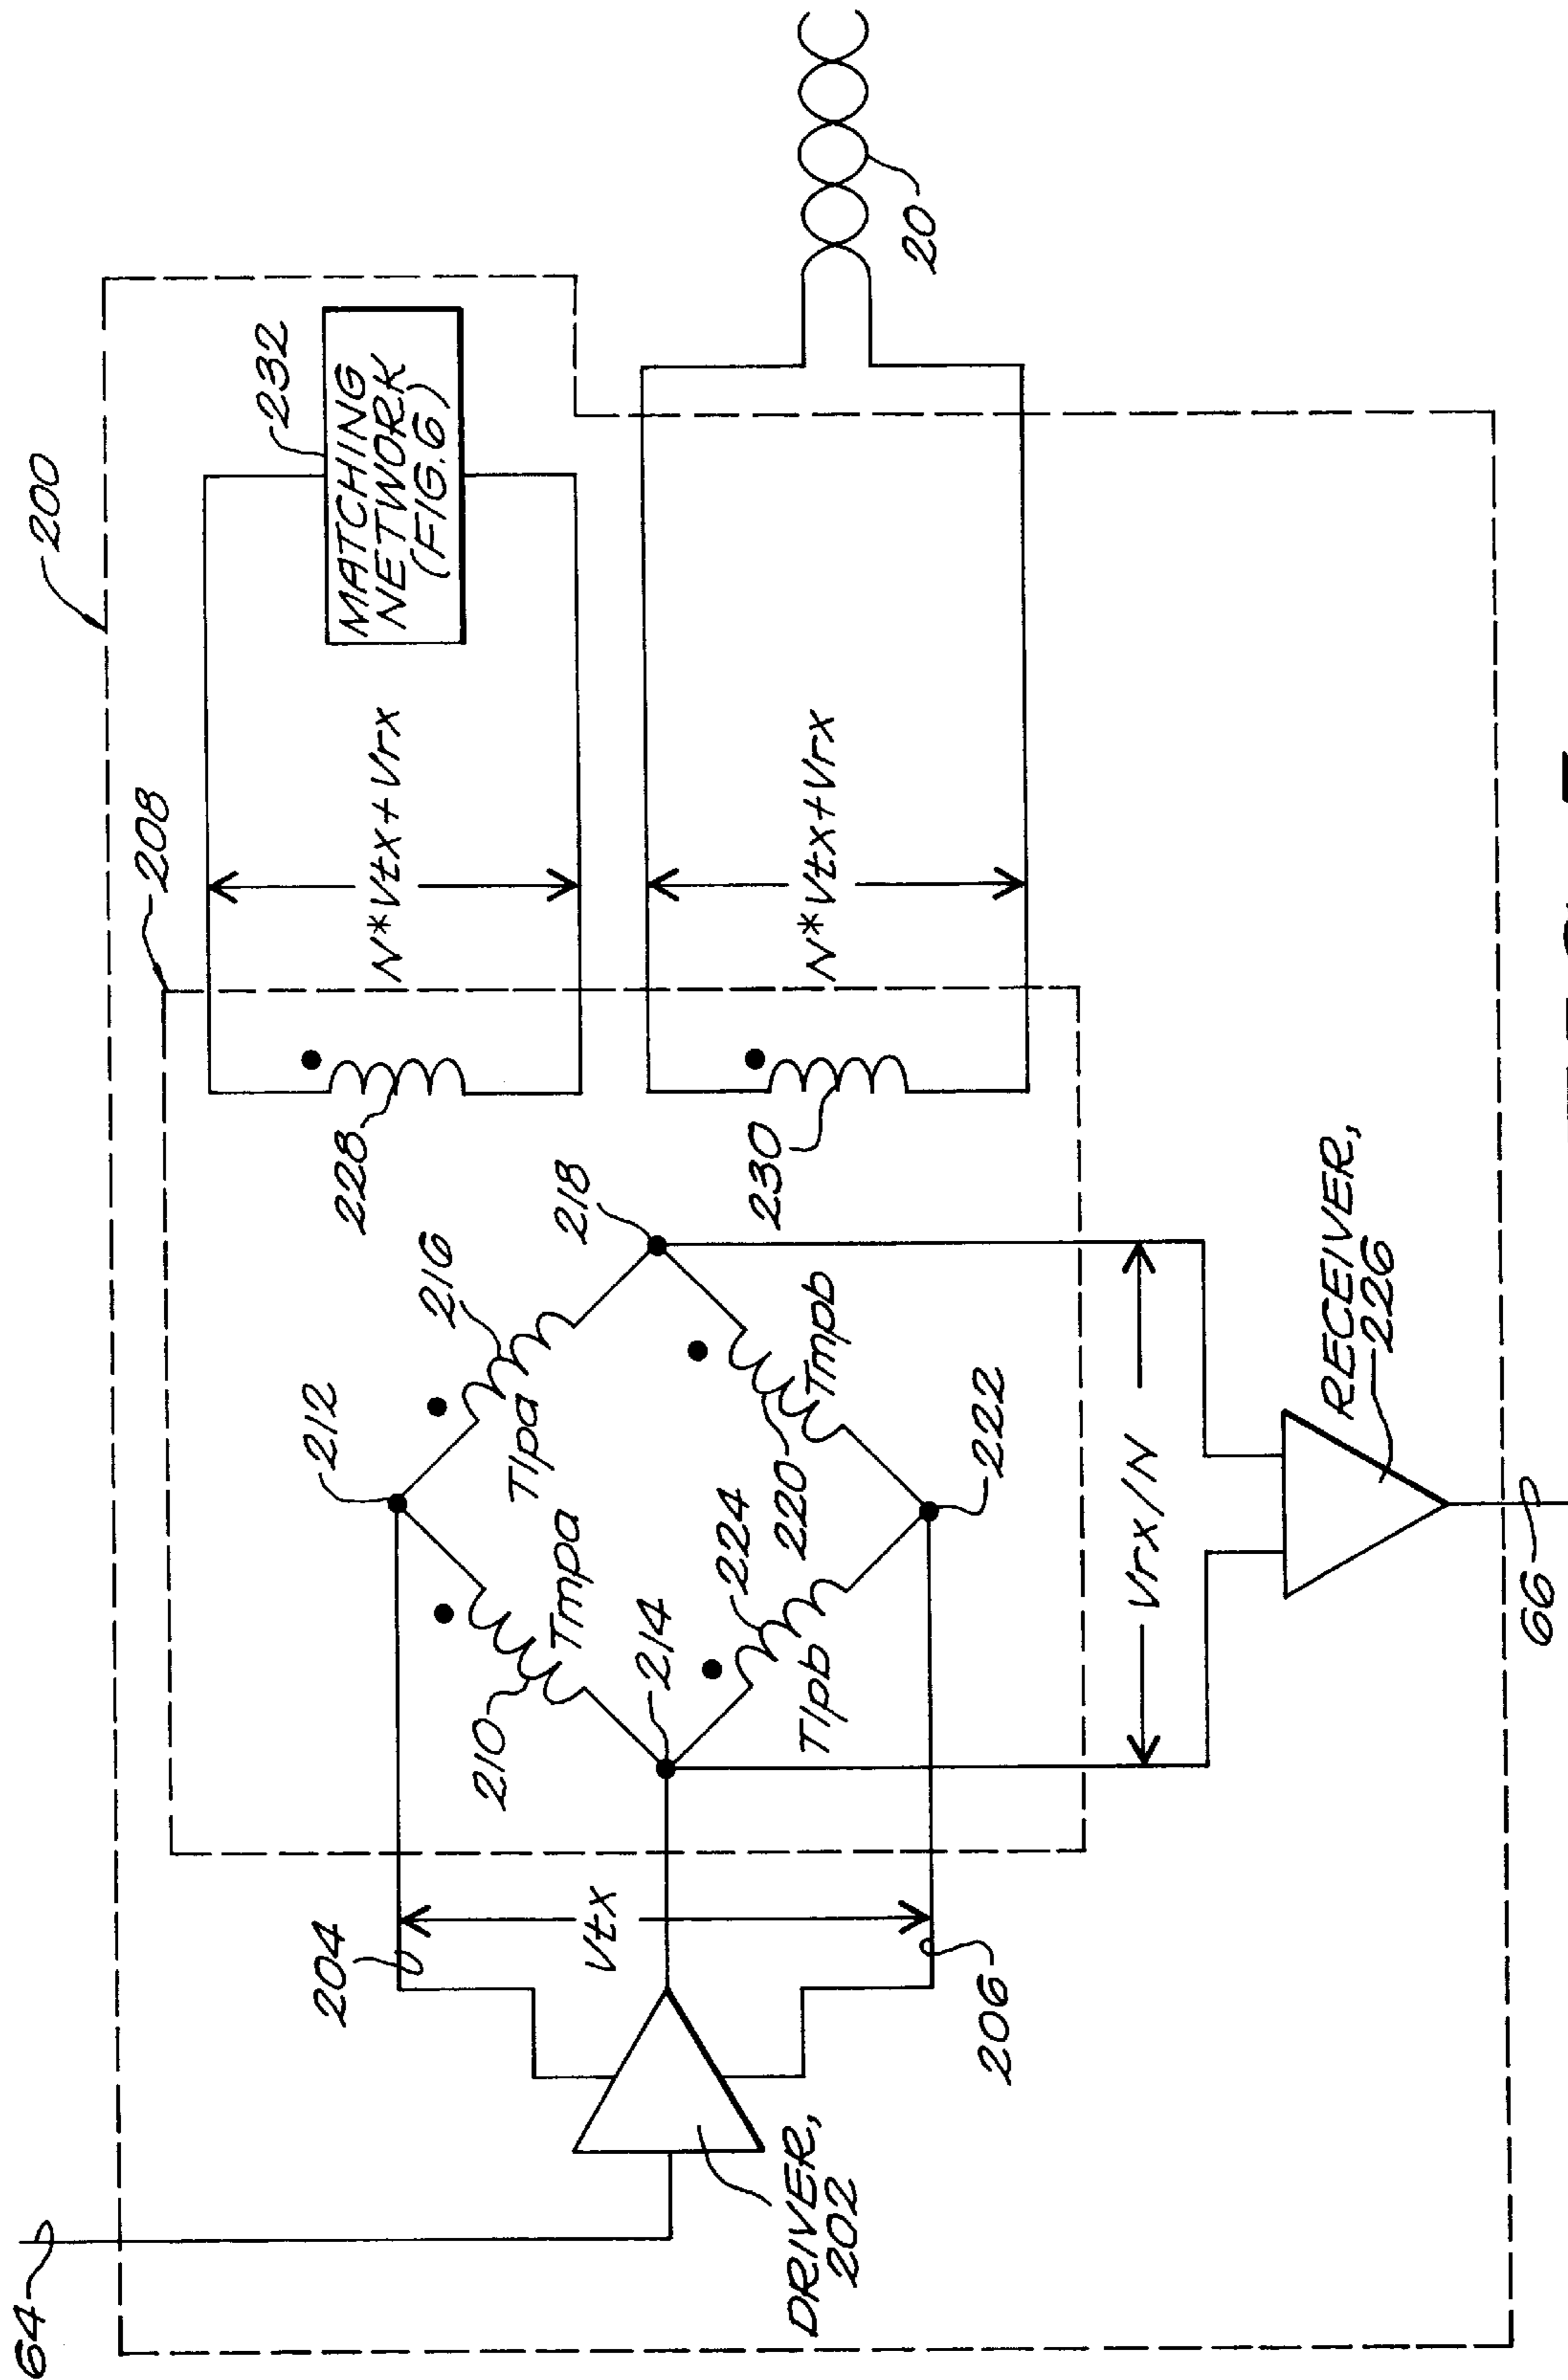 64
200
208
232
MATCHING
NETWORK
(FIG.6)
N*Vtx+Vrx
228
20
N*Vtx+Vrx
230
212
216
218
204
Tlpa
Tmpa
210
214
Vtx
224
220
Tmpb
Tlpb
222
206
DRIVER,
202
Vrx/N
RECEIVER,
226
66